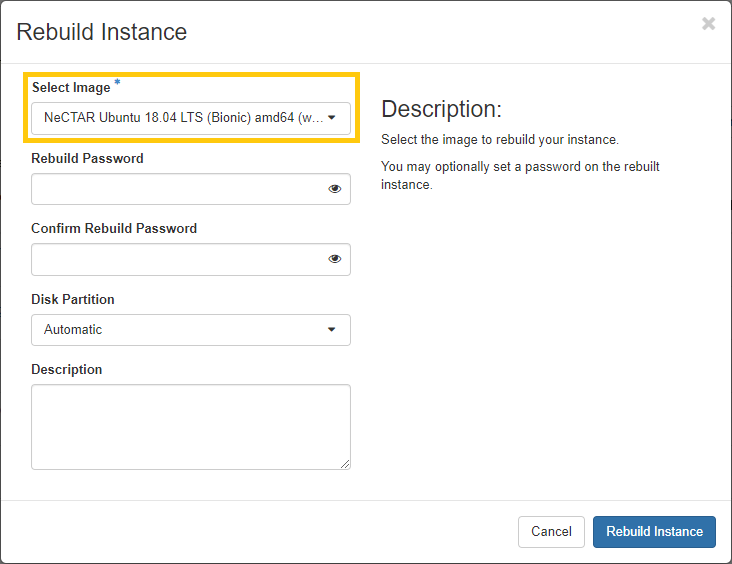 Rebuild Instance
×
Select Image *
NeCTAR Ubuntu 18.04 LTS (Bionic) amd64 (w…
Rebuild Password
Confirm Rebuild Password
Disk Partition
Automatic
Description
Description:
Select the image to rebuild your instance.
You may optionally set a password on the rebuilt
instance.
Cancel
Rebuild Instance